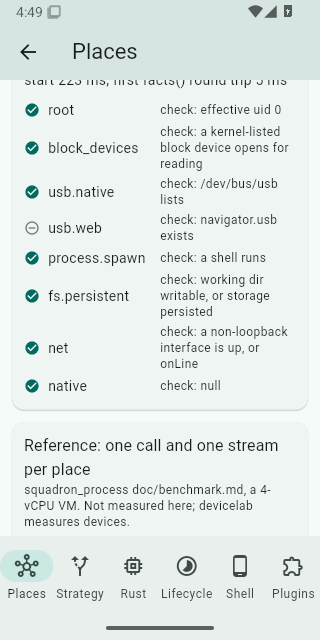 4:49
Places
start 223 ms, first facts() round trip 5 ms
root
check: effective uid 0
block_devices
check: a kernel-listed
block device opens for
reading
usb.native
check: /dev/bus/usb
lists
usb.web
check: navigator.usb
exists
process.spawn
check: a shell runs
fs.persistent
check: working dir
writable, or storage
persisted
net
check: a non-loopback
interface is up, or
onLine
native
check: null
Reference: one call and one stream
per place
squadron_process doc/benchmark.md, a 4-
vCPU VM. Not measured here; devicelab
measures devices.
Places
Strategy
Rust
Lifecycle
Shell
Plugins